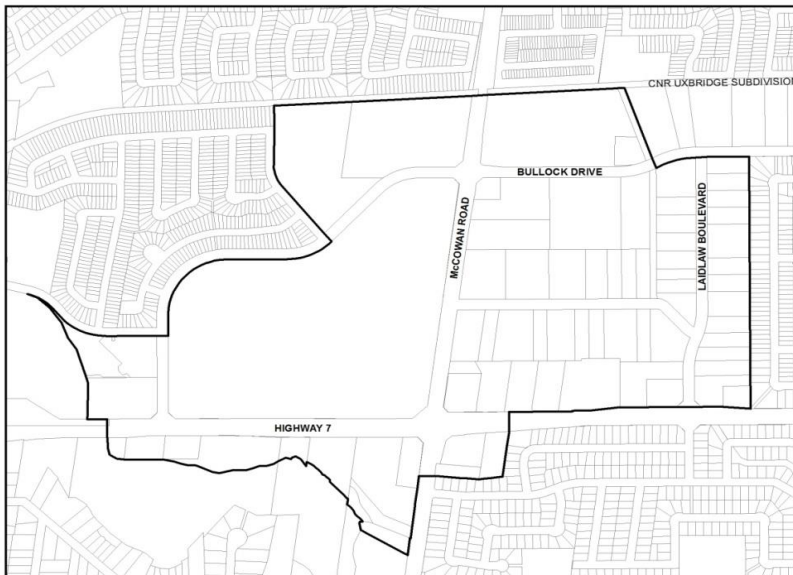 CNR UXBRIDGE SUBDIVISION
BULLOCK DRIVE
McCOWAN ROAD
LAIDLAW BOULEVARD
HIGHWAY 7